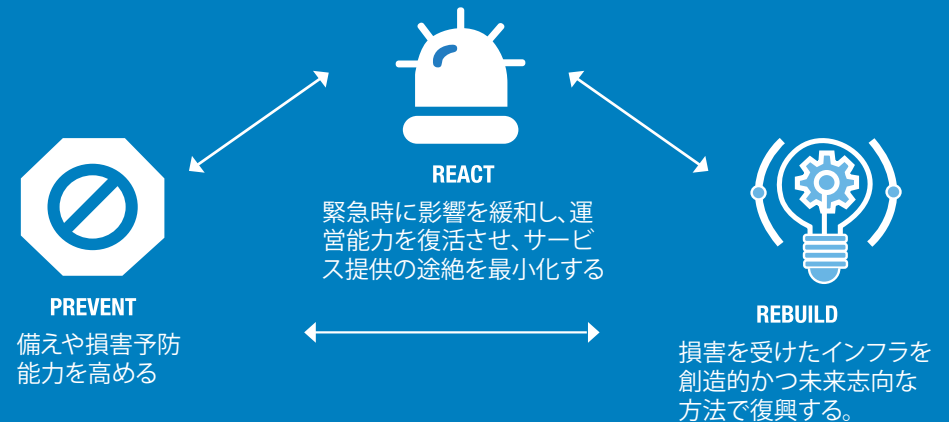 REACT
緊急時に影響を緩和し、運
営能力を復活させ、サービ
ス提供の途絶を最小化する
PREVENT
備えや損害予防
能力を高める
REBUILD
損害を受けたインフラを
創造的かつ未来志向な
方法で復興する。